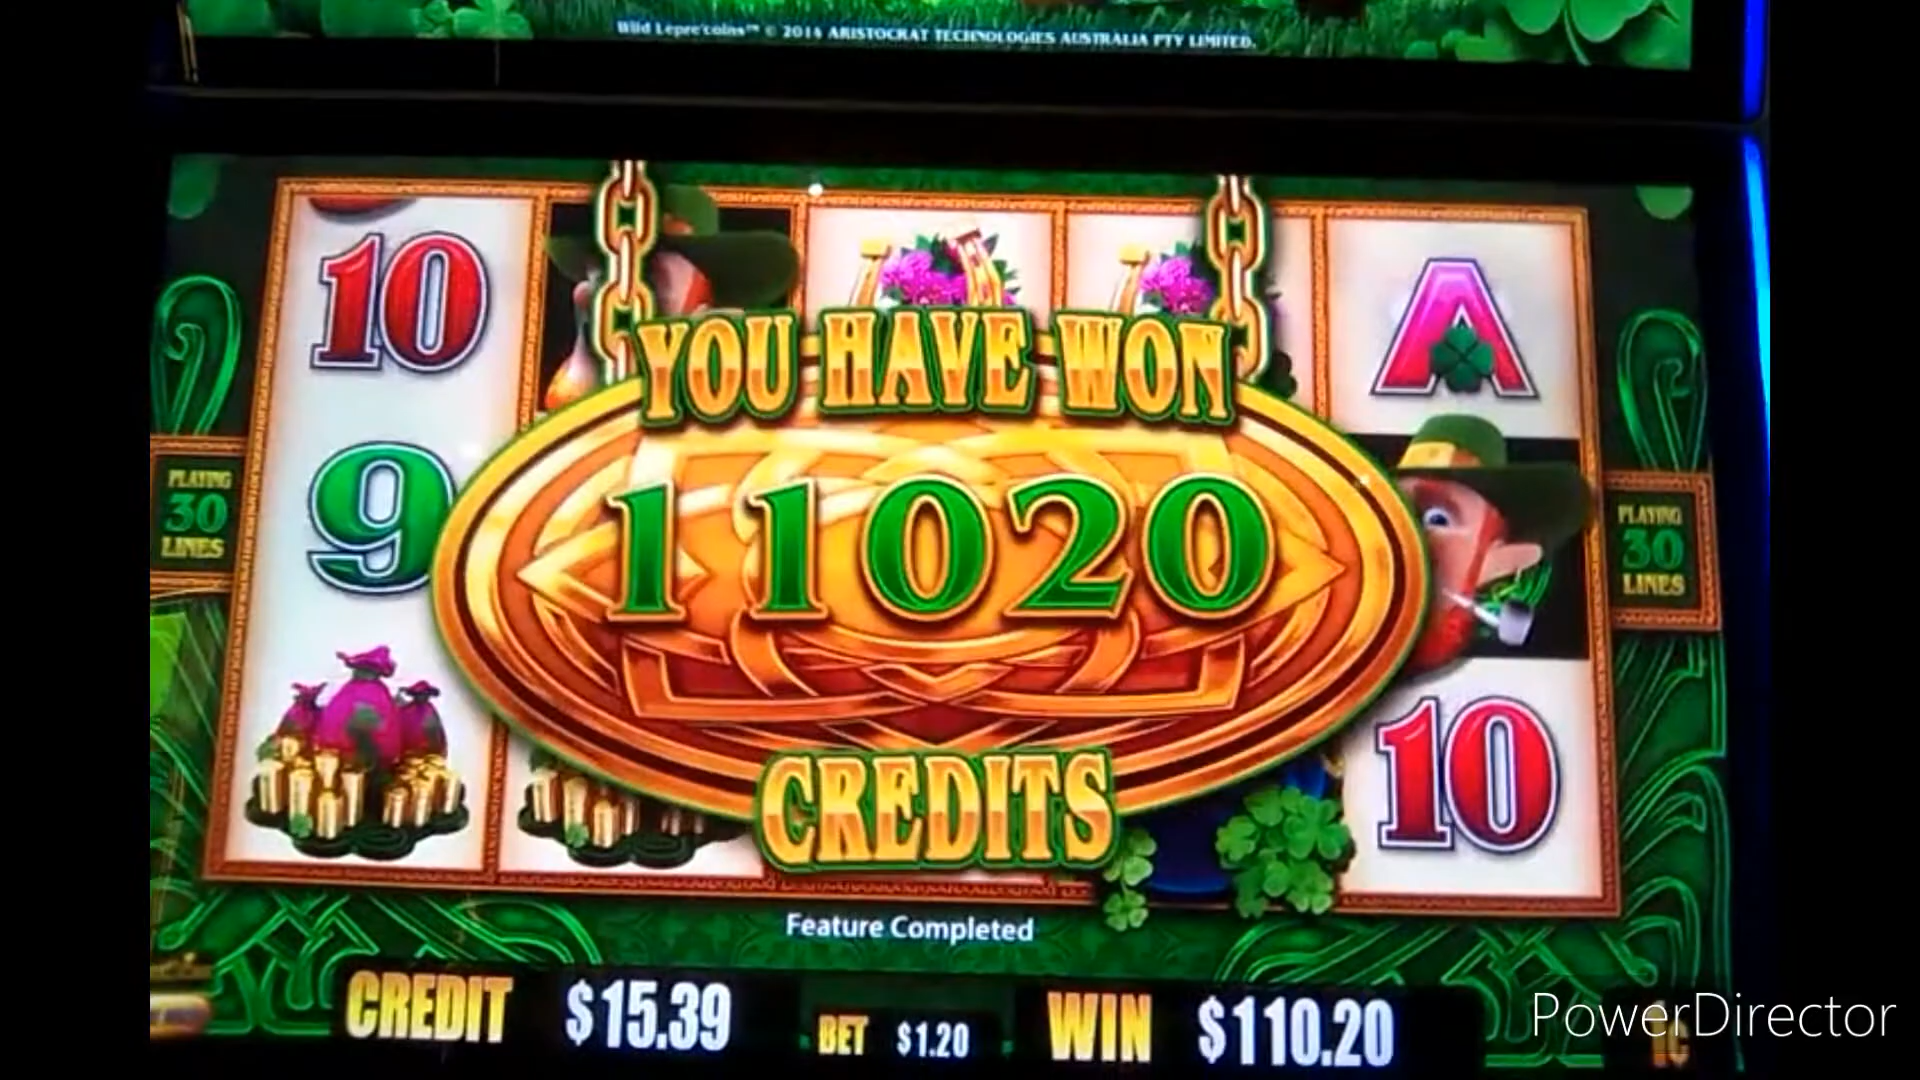 Wild Lepre'coins™ © 2014 ARISTOCRAT TECHNOLOGIES AUSTRALIA PTY LIMITED.
10
A
YOU HAVE WON
9
11020
PLAYING
30
LINES
PLAYING
30
LINES
10
CREDITS
Feature Completed
CREDIT $15.39 BET $1.20 WIN $110.20
1c
PowerDirector